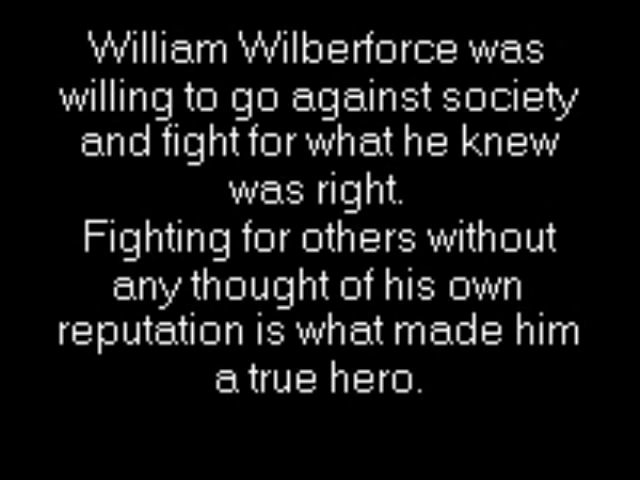 William Wilberforce was
willing to go against society
and fight for what he knew
was right.
Fighting for others without
any thought of his own
reputation is what made him
a true hero.